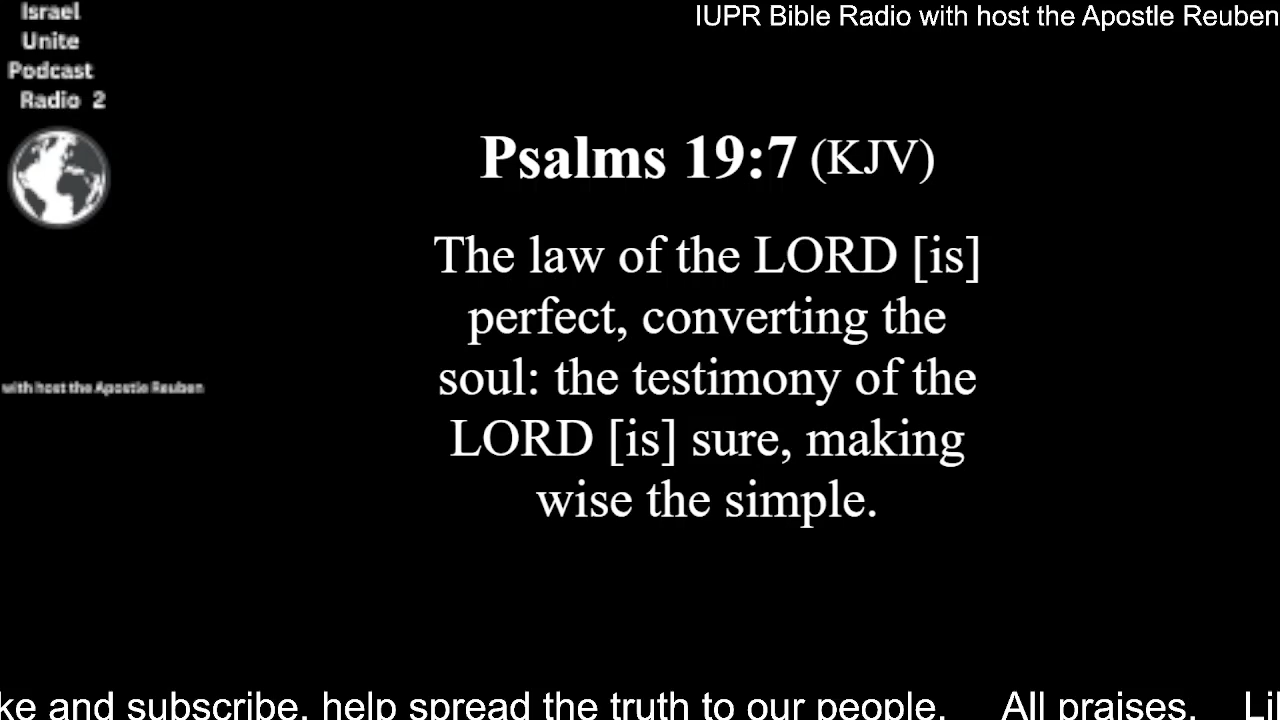 Israel
Unite
Podcast
Radio 2
IUPR Bible Radio with host the Apostle Reuben
Psalms 19:7 (KJV)
The law of the LORD [is]
perfect, converting the
soul: the testimony of the
LORD [is] sure, making
wise the simple.
with host the Apostle Reuben
ke and subscribe, help spread the truth to our people. All praises. Li